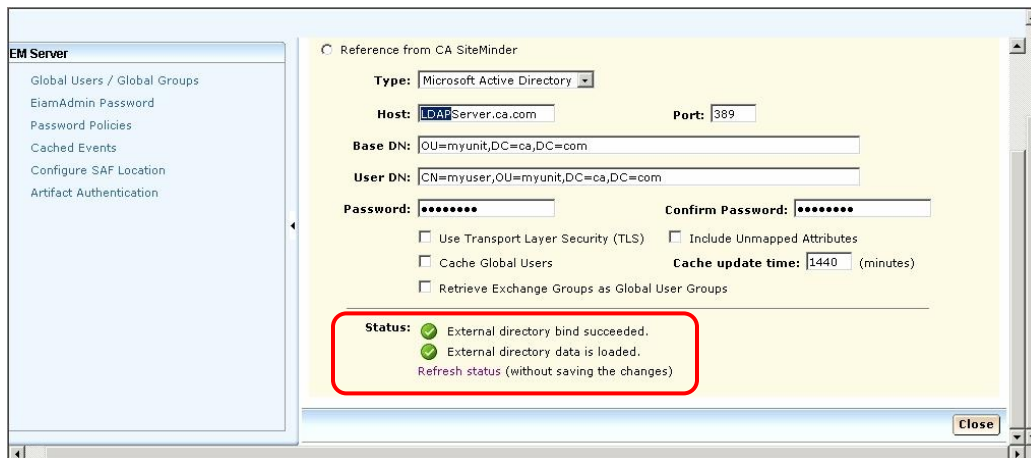 EM Server
Global Users / Global Groups
EiamAdmin Password
Password Policies
Cached Events
Configure SAF Location
Artifact Authentication
Reference from CA SiteMinder
Type: Microsoft Active Directory
Host: LDAPServer.ca.com Port: 389
Base DN: OU=myunit,DC=ca,DC=com
User DN: CN=myuser,OU=myunit,DC=ca,DC=com
Password: ●●●●●●●● Confirm Password: ●●●●●●●●
Use Transport Layer Security (TLS) Include Unmapped Attributes
Cache Global Users Cache update time: 1440 (minutes)
Retrieve Exchange Groups as Global User Groups
Status: External directory bind succeeded.
External directory data is loaded.
Refresh status (without saving the changes)
Close